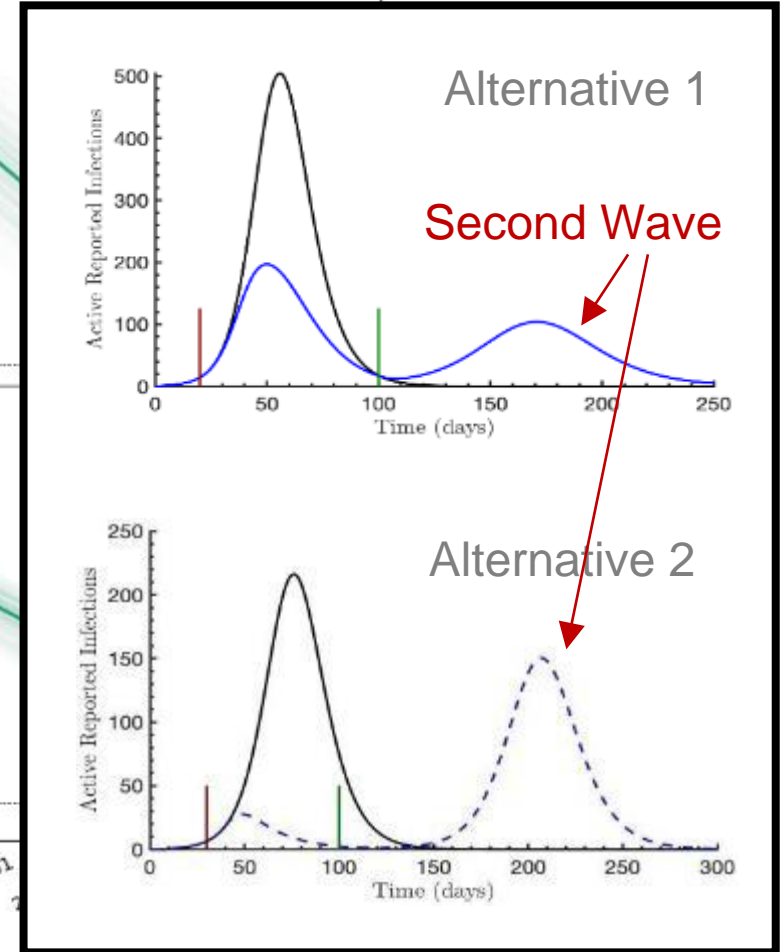 Alternative 1
Second Wave
Active Reported Infections
500
400
300
200
100
0
0 50 100 150 200 250
Time (days)
Alternative 2
Active Reported Infections
250
200
150
100
50
0
0 50 100 150 200 250 300
Time (days)